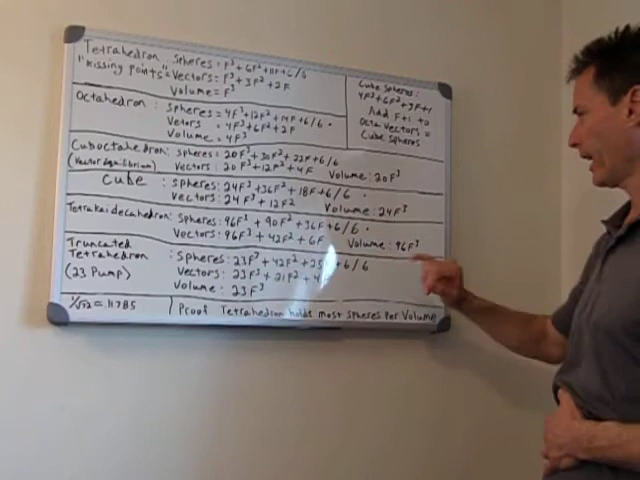 Tetrahedron: Spheres = F³ + 6F² + 11F + 6 / 6
"Kissing points" = Vectors = F³ + 3F² + 2F
Volume = F³
Cube Spheres:
4F³ + 6F² + 3F + 1
Add F+1 to
Octa Vectors =
Cube Spheres
Octahedron: Spheres = 4F³ + 12F² + 14F + 6 / 6
Vetors = 4F³ + 6F² + 2F
Volume = 4F³
Cuboctahedron: Spheres = 20F³ + 30F² + 22F + 6 / 6
(Vector Equilibrium) Vectors: 20F³ + 12F² + 4F Volume: 20F³
Cube Spheres: 24F³ + 36F² + 18F + 6 / 6
Vectors: 24F³ + 12F² Volume: 24F³
Tetrakaidecahedron: Spheres: 96F³ + 90F² + 36F + 6 / 6
Vectors: 96F³ + 42F² + 6F Volume: 96F³
Truncated
Tetrahedron : Spheres: 23F³ + 42F² + 25 + 6 / 6
(23 Pump) Vectors: 23F³ + 21F² + 4
Volume: 23F³
1/√72 = .11785 Proof Tetrahedron holds most spheres per Volume